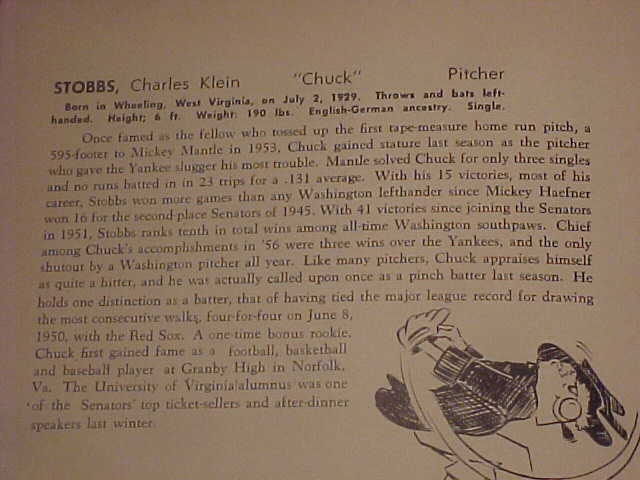 STOBBS, Charles Klein "Chuck" Pitcher
Born in Wheeling, West Virginia, on July 2, 1929. Throws and bats left-
handed. Height; 6 ft. Weight: 190 lbs. English-German ancestry. Single.
Once famed as the fellow who tossed up the first tape-measure home run pitch, a
595-footer to Mickey Mantle in 1953, Chuck gained stature last season as the pitcher
who gave the Yankee slugger his most trouble. Mantle solved Chuck for only three singles
and no runs batted in in 23 trips for a .131 average. With his 15 victories, most of his
career, Stobbs won more games than any Washington lefthander since Mickey Haefner
won 16 for the second-place Senators of 1945. With 41 victories since joining the Senators
in 1951, Stobbs ranks tenth in total wins among all-time Washington southpaws. Chief
among Chuck's accomplishments in '56 were three wins over the Yankees, and the only
shutout by a Washington pitcher all year. Like many pitchers, Chuck appraises himself
as quite a hitter, and he was actually called upon once as a pinch batter last season. He
holds one distinction as a batter, that of having tied the major league record for drawing
the most consecutive walks, four-for-four on June 8,
1950, with the Red Sox. A one-time bonus rookie,
Chuck first gained fame as a football, basketball
and baseball player at Granby High in Norfolk,
Va. The University of Virginia alumnus was one
of the Senators' top ticket-sellers and after-dinner
speakers last winter.